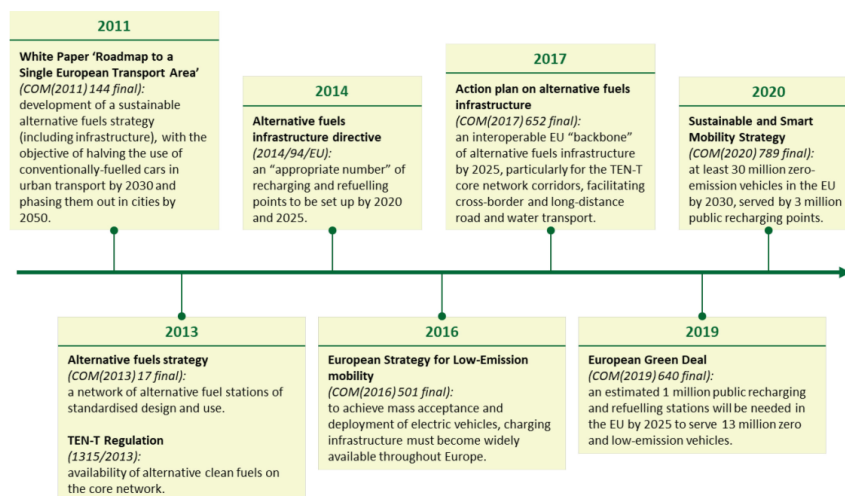 2011
White Paper ‘Roadmap to a
Single European Transport Area’
(COM(2011) 144 final):
development of a sustainable
alternative fuels strategy
(including infrastructure), with the
objective of halving the use of
conventionally-fuelled cars in
urban transport by 2030 and
phasing them out in cities by
2050.
2014
Alternative fuels
infrastructure directive
(2014/94/EU):
an “appropriate number” of
recharging and refuelling
points to be set up by 2020
and 2025.
2017
Action plan on alternative fuels
infrastructure
(COM(2017) 652 final):
an interoperable EU “backbone”
of alternative fuels infrastructure
by 2025, particularly for the TEN-T
core network corridors, facilitating
cross-border and long-distance
road and water transport.
2020
Sustainable and Smart
Mobility Strategy
(COM(2020) 789 final):
at least 30 million zero-
emission vehicles in the EU
by 2030, served by 3 million
public recharging points.
2013
Alternative fuels strategy
(COM(2013) 17 final):
a network of alternative fuel stations of
standardised design and use.
TEN-T Regulation
(1315/2013):
availability of alternative clean fuels on
the core network.
2016
European Strategy for Low-Emission
mobility
(COM(2016) 501 final):
to achieve mass acceptance and
deployment of electric vehicles, charging
infrastructure must become widely
available throughout Europe.
2019
European Green Deal
(COM(2019) 640 final):
an estimated 1 million public recharging
and refuelling stations will be needed in
the EU by 2025 to serve 13 million zero
and low-emission vehicles.